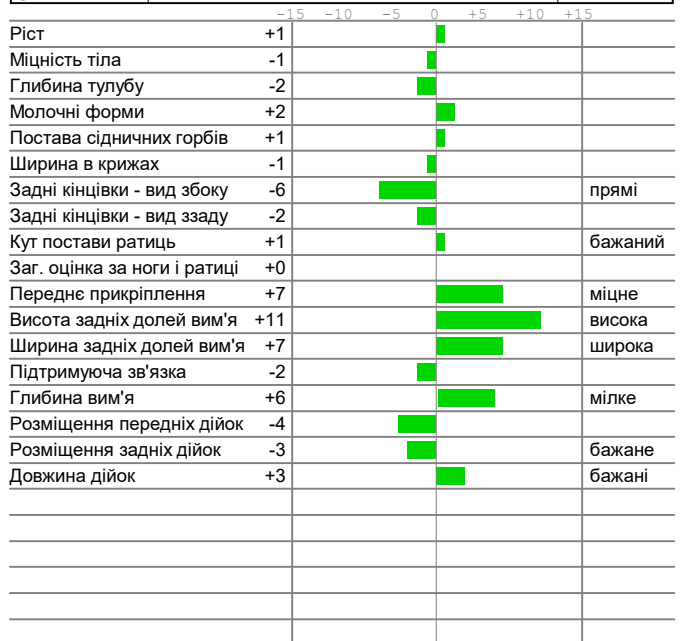 -15 -10 -5 0 +5 +10 +15
Ріст +1
Міцність тіла -1
Глибина тулубу -2
Молочні форми +2
Постава сідничних горбів +1
Ширина в крижах -1
Задні кінцівки - вид збоку -6 прямі
Задні кінцівки - вид ззаду -2
Кут постави ратиць +1 бажаний
Заг. оцінка за ноги і ратиці +0
Переднє прикріплення +7 міцне
Висота задніх долей вим'я +11 висока
Ширина задніх долей вим'я +7 широка
Підтримуюча зв'язка -2
Глибина вим'я +6 мілке
Розміщення передніх дійок -4
Розміщення задніх дійок -3 бажане
Довжина дійок +3 бажані